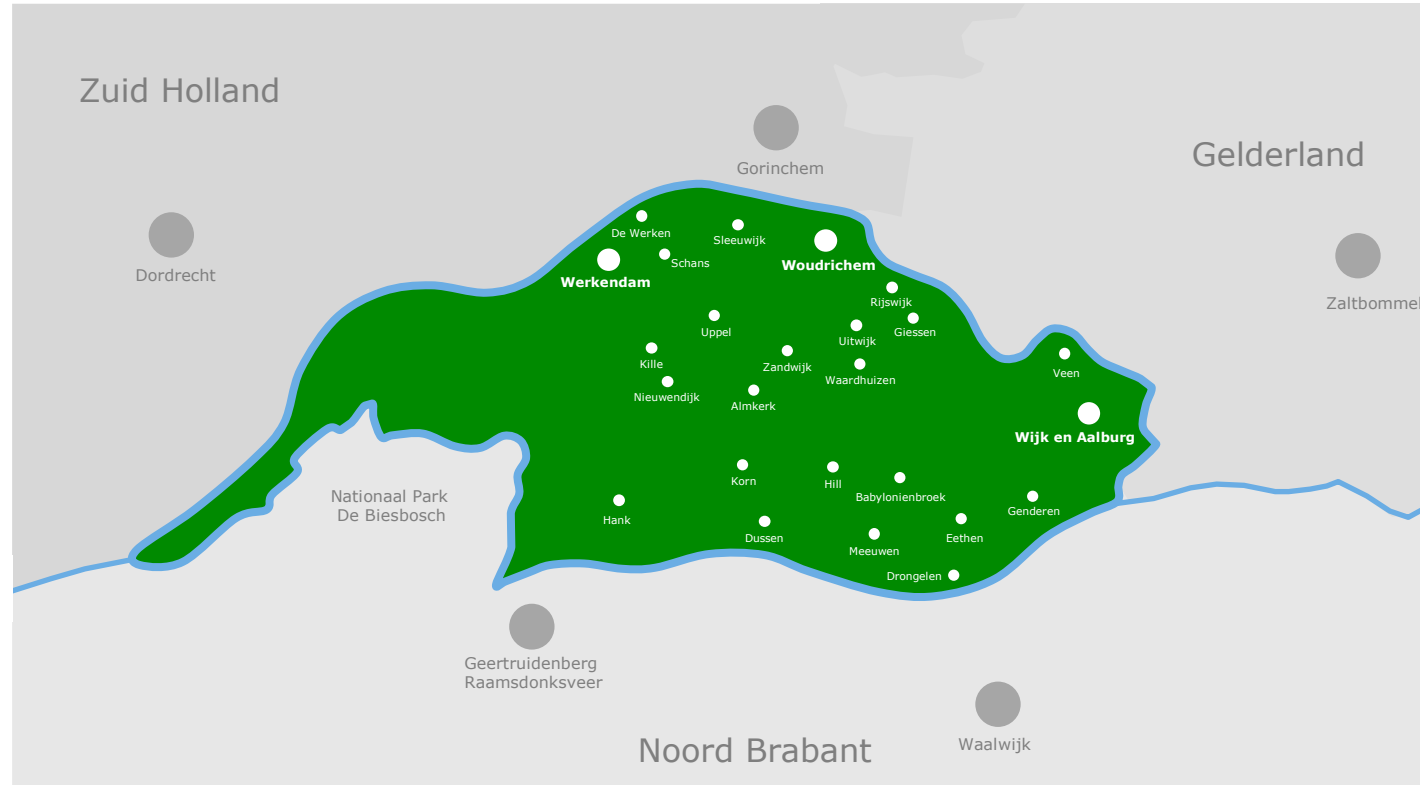 Zuid Holland
Gorinchem
Gelderland
Dordrecht
De Werken
Sleeuwijk
Schans
Woudrichem
Werkendam
Rijswijk
Zaltbommel
Uppel
Uitwijk
Giessen
Kille
Zandwijk
Waardhuizen
Veen
Nieuwendijk
Almkerk
Wijk en Aalburg
Korn
Hill
Babylonienbroek
Nationaal Park
De Biesbosch
Genderen
Hank
Dussen
Meeuwen
Eethen
Drongelen
Geertruidenberg
Raamsdonksveer
Noord Brabant
Waalwijk